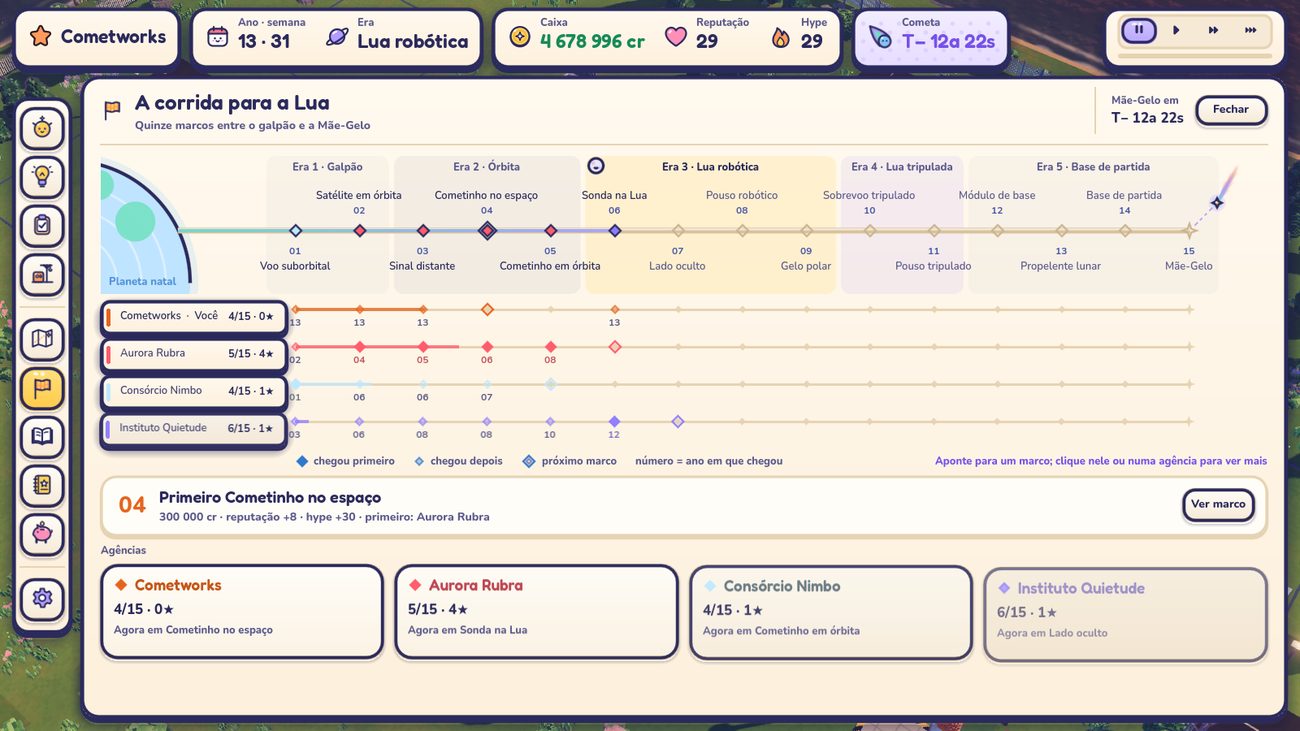 Cometworks
Ano · semana
13 · 31
Era
Lua robótica
Caixa
4 678 996 cr
Reputação
29
Hype
29
Cometa
T− 12a 22s
A corrida para a Lua
Quinze marcos entre o galpão e a Mãe-Gelo
Mãe-Gelo em
T− 12a 22s
Fechar
Era 1 · Galpão
Era 2 · Órbita
Era 3 · Lua robótica
Era 4 · Lua tripulada
Era 5 · Base de partida
Satélite em órbita
Cometinho no espaço
Sonda na Lua
Pouso robótico
Sobrevoo tripulado
Módulo de base
Base de partida
02
04
06
08
10
12
14
01
03
05
07
09
11
13
15
Voo suborbital
Sinal distante
Cometinho em órbita
Lado oculto
Gelo polar
Pouso tripulado
Propelente lunar
Mãe-Gelo
Planeta natal
Cometworks · Você 4/15 · 0★
13 13 13 13
Aurora Rubra 5/15 · 4★
02 04 05 06 08
Consórcio Nimbo 4/15 · 1★
01 06 06 07
Instituto Quietude 6/15 · 1★
03 06 08 08 10 12
chegou primeiro
chegou depois
próximo marco
número = ano em que chegou
Aponte para um marco; clique nele ou numa agência para ver mais
04
Primeiro Cometinho no espaço
300 000 cr · reputação +8 · hype +30 · primeiro: Aurora Rubra
Ver marco
Agências
Cometworks
4/15 · 0★
Agora em Cometinho no espaço
Aurora Rubra
5/15 · 4★
Agora em Sonda na Lua
Consórcio Nimbo
4/15 · 1★
Agora em Cometinho em órbita
Instituto Quietude
6/15 · 1★
Agora em Lado oculto